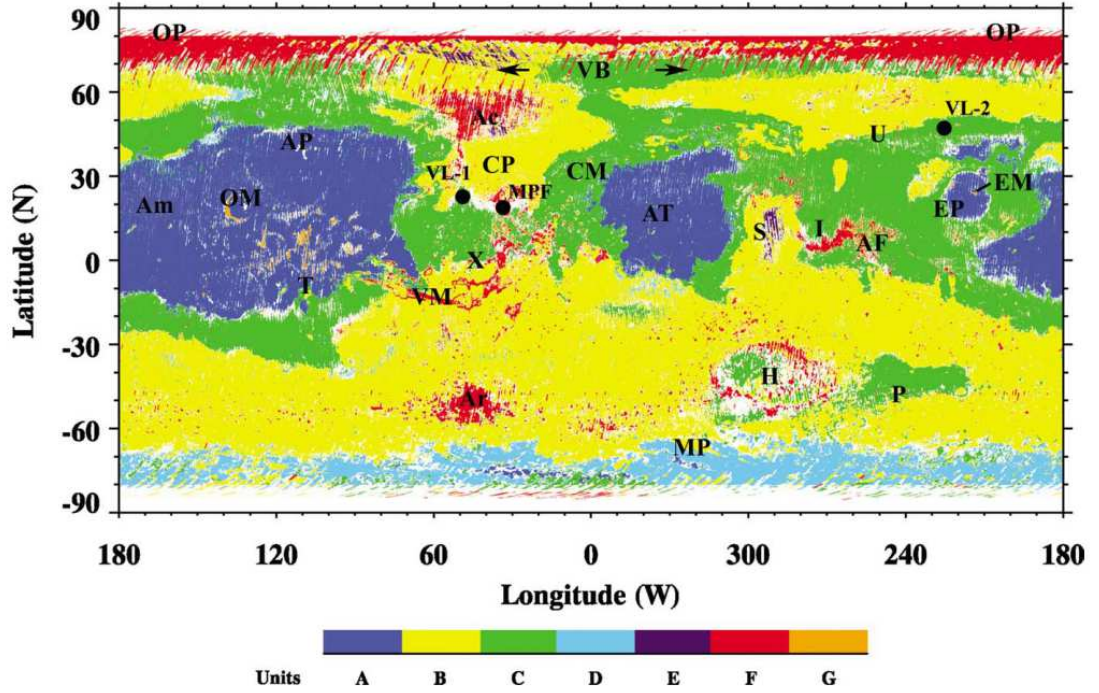 90
OP
OP
VB
60
Ac
VL-2
U
AP
CP
30
VL-1
CM
MPF
EM
Am
OM
AT
EP
S
I
AF
0
X
T
VM
-30
H
Ar
P
-60
MP
-90
180
120
60
0
300
240
180
Latitude (N)
Longitude (W)
Units
A
B
C
D
E
F
G